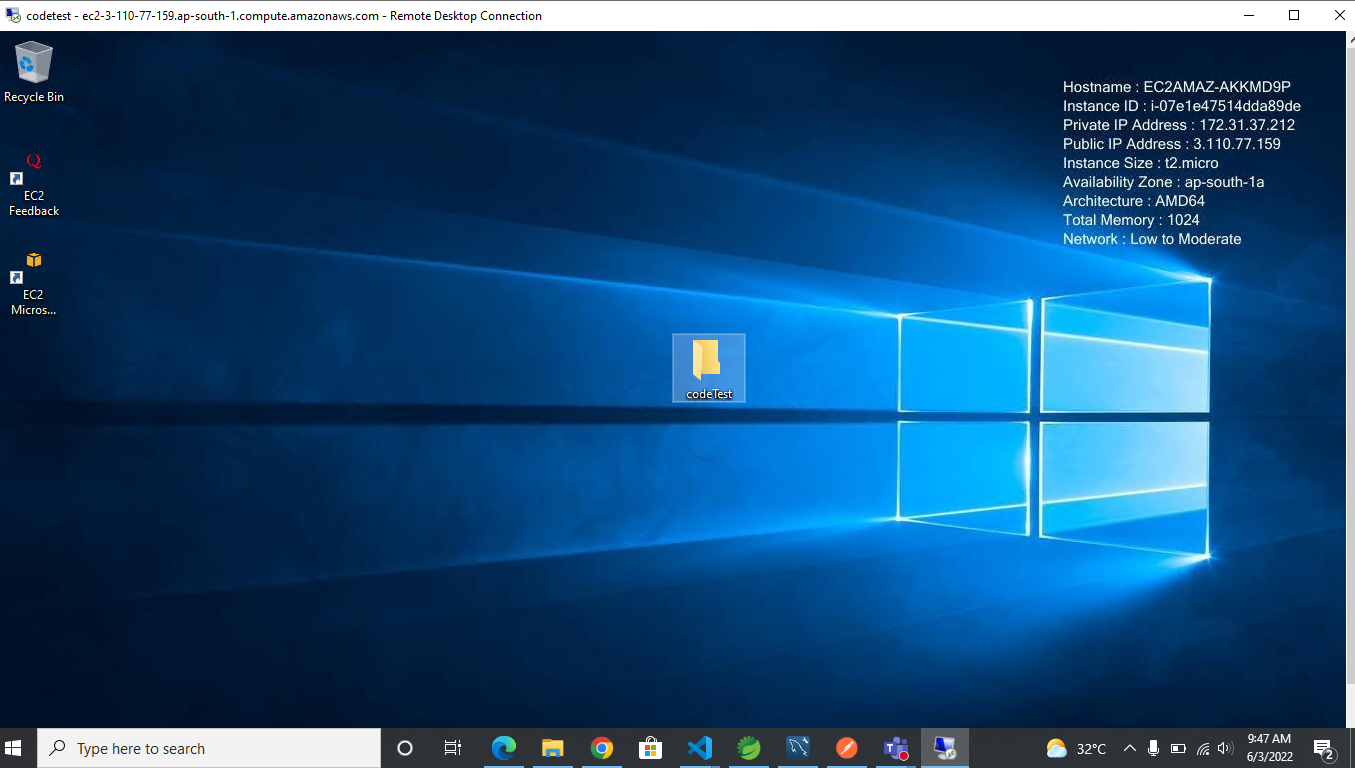 codetest - ec2-3-110-77-159.ap-south-1.compute.amazonaws.com - Remote Desktop Connection
Recycle Bin
EC2
Feedback
EC2
Micros...
codeTest
Hostname : EC2AMAZ-AKKMD9P
Instance ID : i-07e1e47514dda89de
Private IP Address : 172.31.37.212
Public IP Address : 3.110.77.159
Instance Size : t2.micro
Availability Zone : ap-south-1a
Architecture : AMD64
Total Memory : 1024
Network : Low to Moderate
Type here to search
32°C
9:47 AM
6/3/2022
2